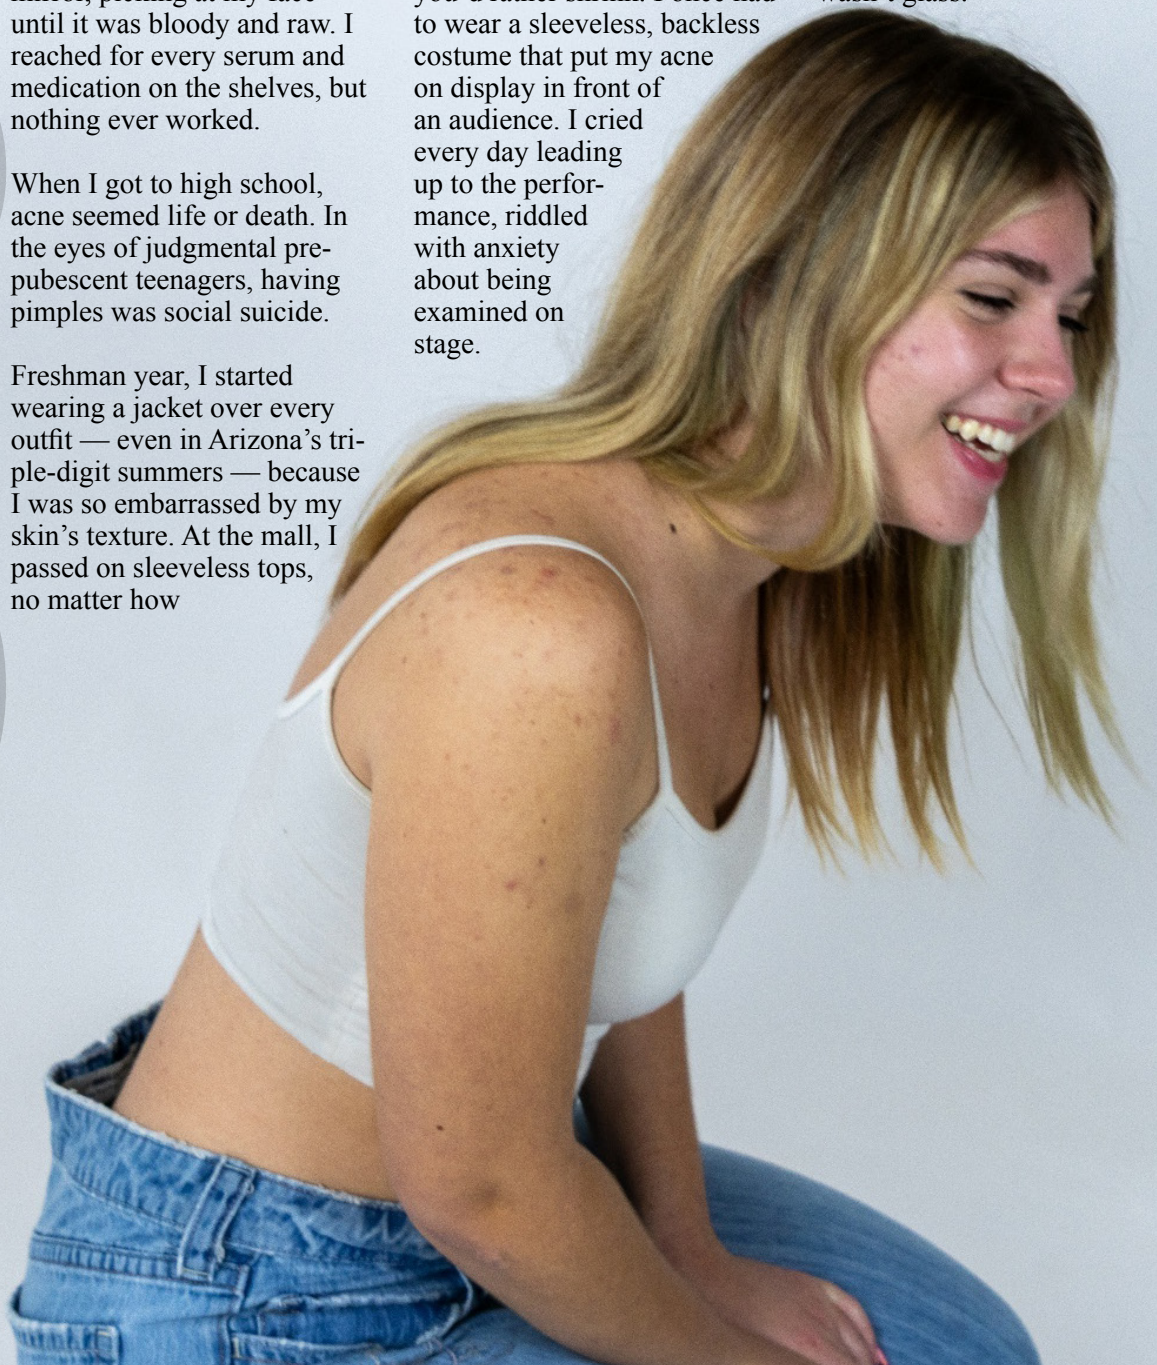 until it was bloody and raw. I
reached for every serum and
medication on the shelves, but
nothing ever worked.
When I got to high school,
acne seemed life or death. In
the eyes of judgmental pre-
pubescent teenagers, having
pimples was social suicide.
Freshman year, I started
wearing a jacket over every
outfit — even in Arizona’s tri-
ple-digit summers — because
I was so embarrassed by my
skin’s texture. At the mall, I
passed on sleeveless tops,
no matter how
to wear a sleeveless, backless
costume that put my acne
on display in front of
an audience. I cried
every day leading
up to the perfor-
mance, riddled
with anxiety
about being
examined on
stage.